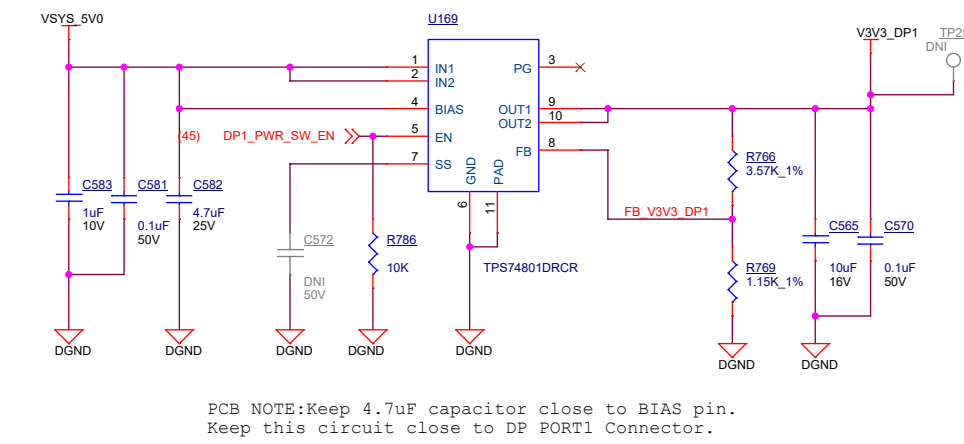 VSYS_5V0
U169
V3V3_DP1
TP25
DNI
1
IN1
2
IN2
PG
3
4
BIAS
OUT1
9
OUT2
10
(45)
DP1_PWR_SW_EN
5
EN
FB
8
7
SS
GND
PAD
6
11
R766
3.57K_1%
FB_V3V3_DP1
C583
1uF
10V
C581
0.1uF
50V
C582
4.7uF
25V
C572
DNI
50V
R786
10K
TPS74801DRCR
R769
1.15K_1%
C565
10uF
16V
C570
0.1uF
50V
DGND
DGND
DGND
DGND
DGND
DGND
DGND
PCB NOTE:Keep 4.7uF capacitor close to BIAS pin.
Keep this circuit close to DP PORT1 Connector.